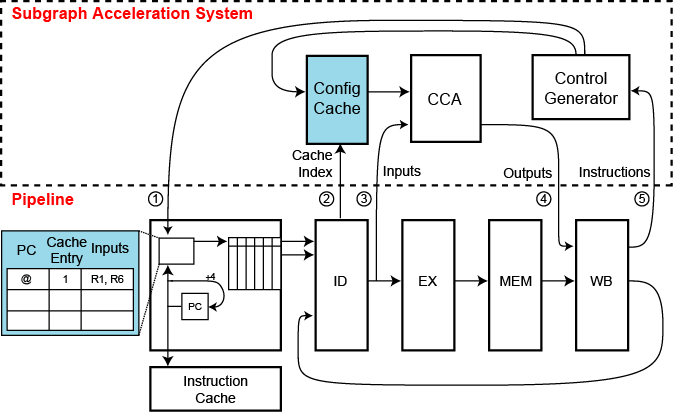 Subgraph Acceleration System
Config
Cache
CCA
Control
Generator
Cache
Index
Inputs
Outputs
Instructions
Pipeline
1
2
3
4
5
PC Cache Entry Inputs
@ 1 R1, R6
+4
PC
ID
EX
MEM
WB
Instruction
Cache